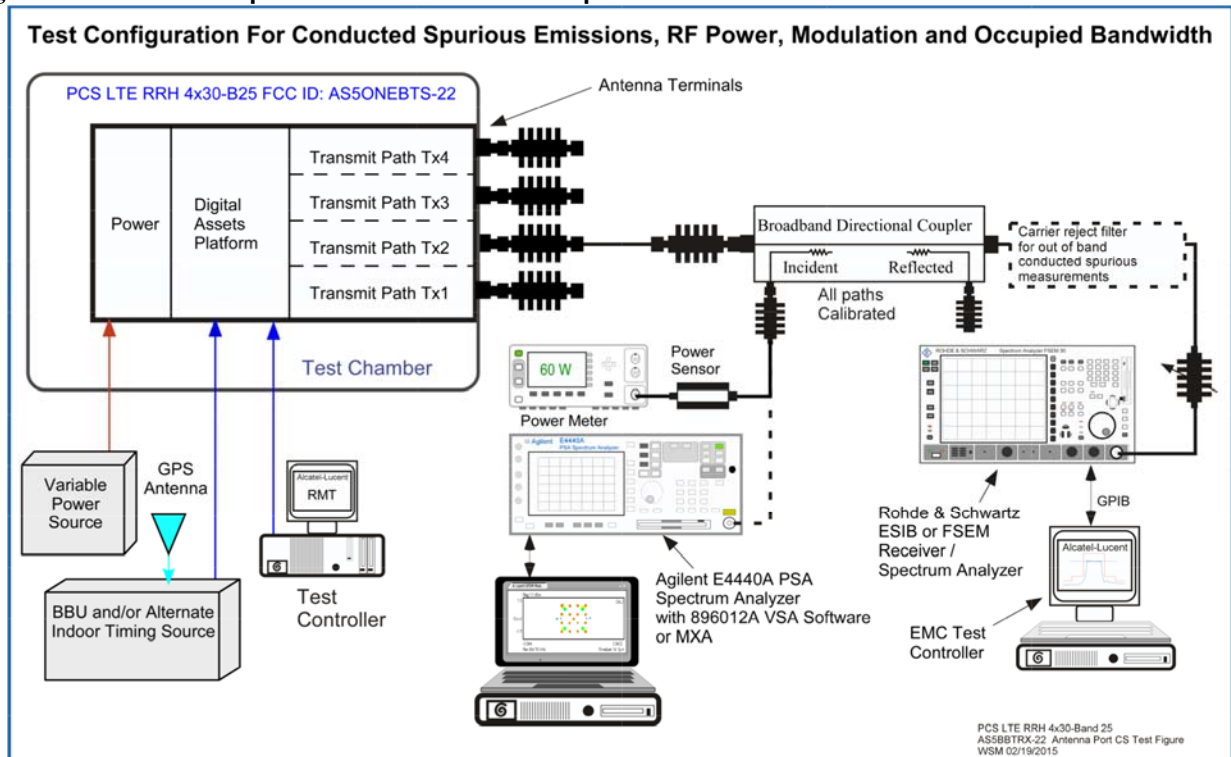 Test Configuration For Conducted Spurious Emissions, RF Power, Modulation and Occupied Bandwidth
PCS LTE RRH 4x30-B25 FCC ID: AS5ONEBTS-22
Antenna Terminals
Power
Digital
Assets
Platform
Transmit Path Tx4
Transmit Path Tx3
Transmit Path Tx2
Transmit Path Tx1
Test Chamber
Broadband Directional Coupler
Incident
Reflected
All paths
Calibrated
Carrier reject filter
for out of band
conducted spurious
measurements
60 W
Power
Sensor
Power Meter
Agilent E4440A
PSA Spectrum Analyzer
ROHDE & SCHWARZ Spectrum Analyzer FSEM 30
Variable
Power
Source
GPS
Antenna
Alcatel-Lucent
RMT
Test
Controller
BBU and/or Alternate
Indoor Timing Source
Agilent E4440A PSA
Spectrum Analyzer
with 896012A VSA Software
or MXA
Rohde & Schwartz
ESIB or FSEM
Receiver /
Spectrum Analyzer
GPIB
Alcatel-Lucent
EMC Test
Controller
PCS LTE RRH 4x30-Band 25
AS5BBTRX-22 Antenna Port CS Test Figure
WSM 02/19/2015